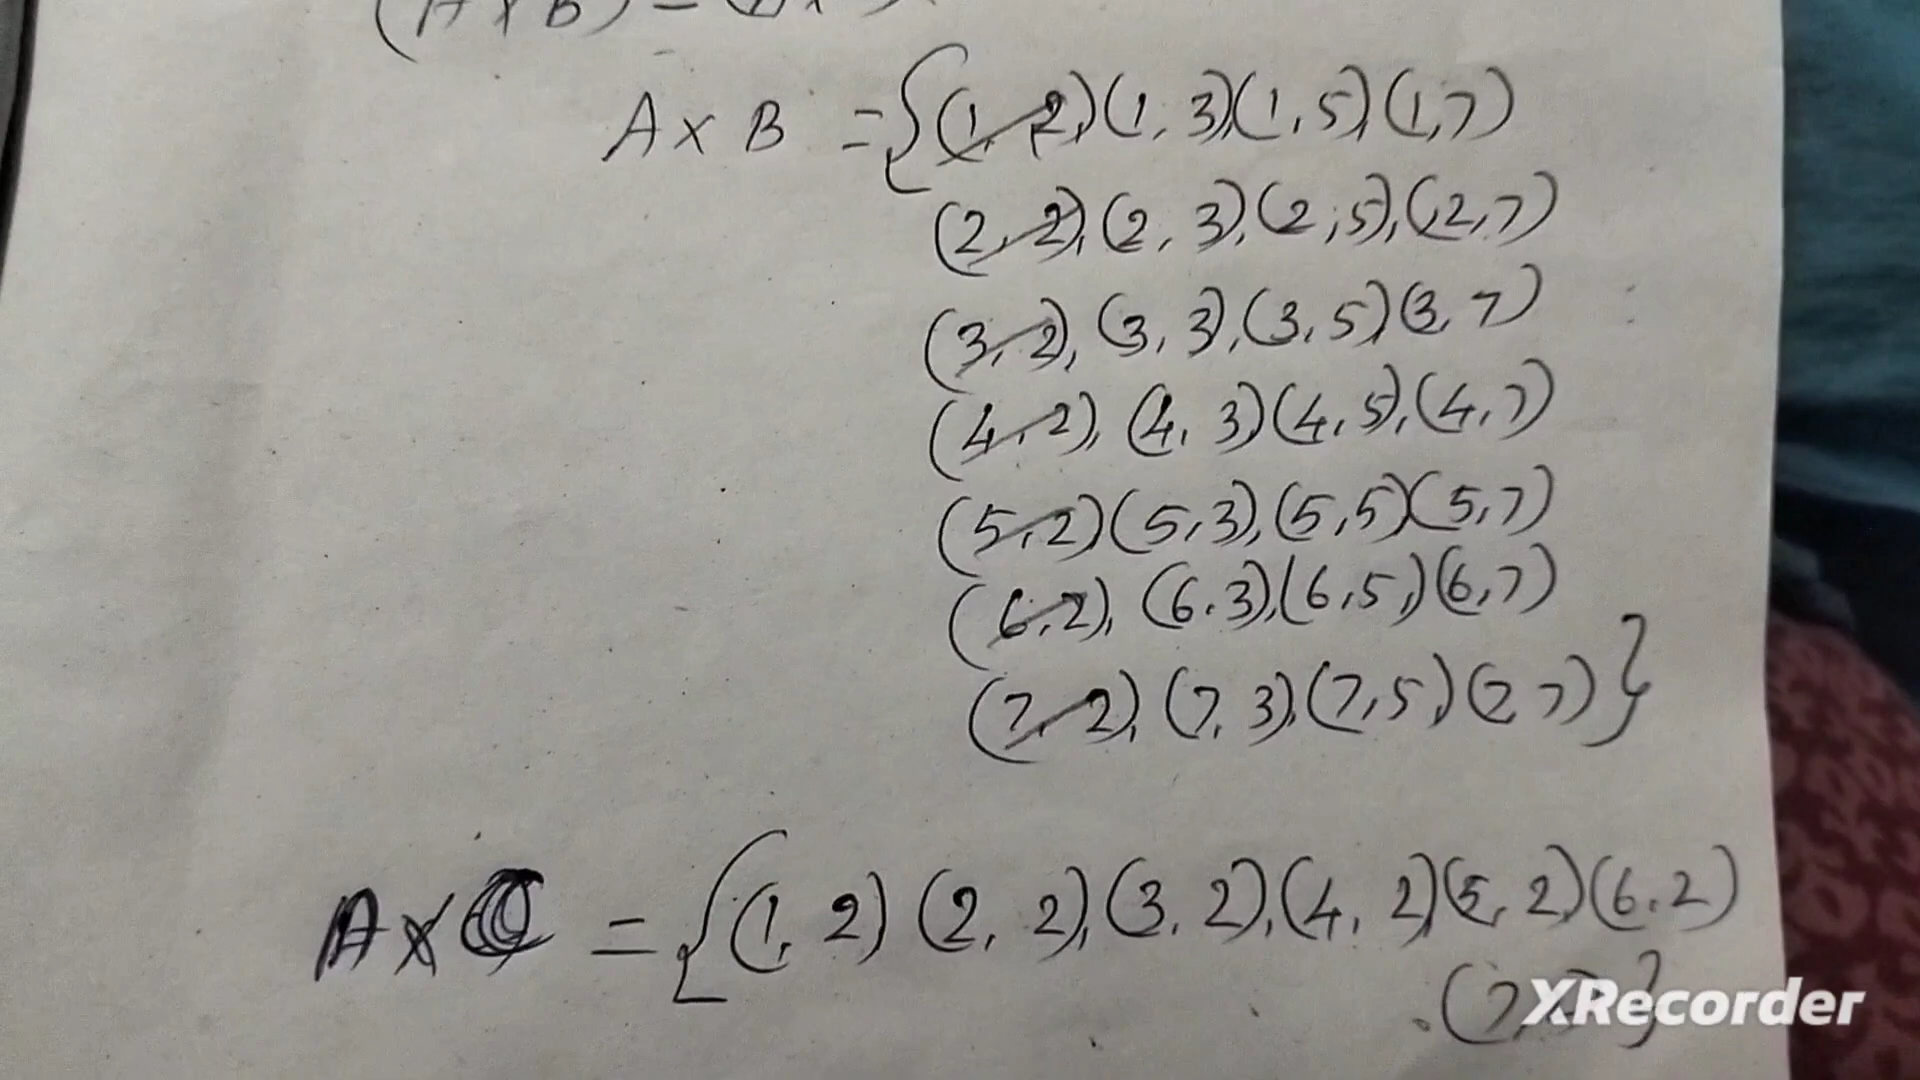 (A × B) - (A ×
A × B = {(1, 2), (1, 3), (1, 5), (1, 7)
(2, 2), (2, 3), (2, 5), (2, 7)
(3, 2), (3, 3), (3, 5) (3, 7)
(4, 2), (4, 3) (4, 5), (4, 7)
(5, 2) (5, 3), (5, 5) (5, 7)
(6, 2), (6, 3), (6, 5,) (6, 7)
(7, 2), (7, 3), (7, 5) (7, 7)}
A × C = {(1, 2) (2, 2), (3, 2), (4, 2) (5, 2) (6, 2)
(7, }
XRecorder